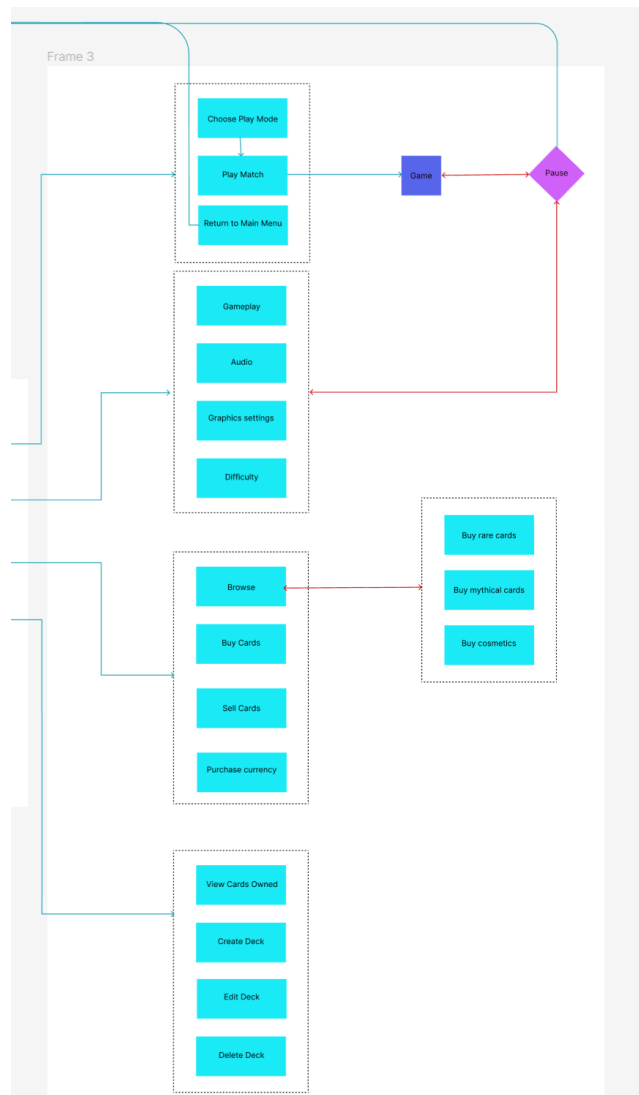 Frame 3
Choose Play Mode
Play Match
Game
Pause
Return to Main Menu
Gameplay
Audio
Graphics settings
Difficulty
Buy rare cards
Browse
Buy mythical cards
Buy Cards
Buy cosmetics
Sell Cards
Purchase currency
View Cards Owned
Create Deck
Edit Deck
Delete Deck